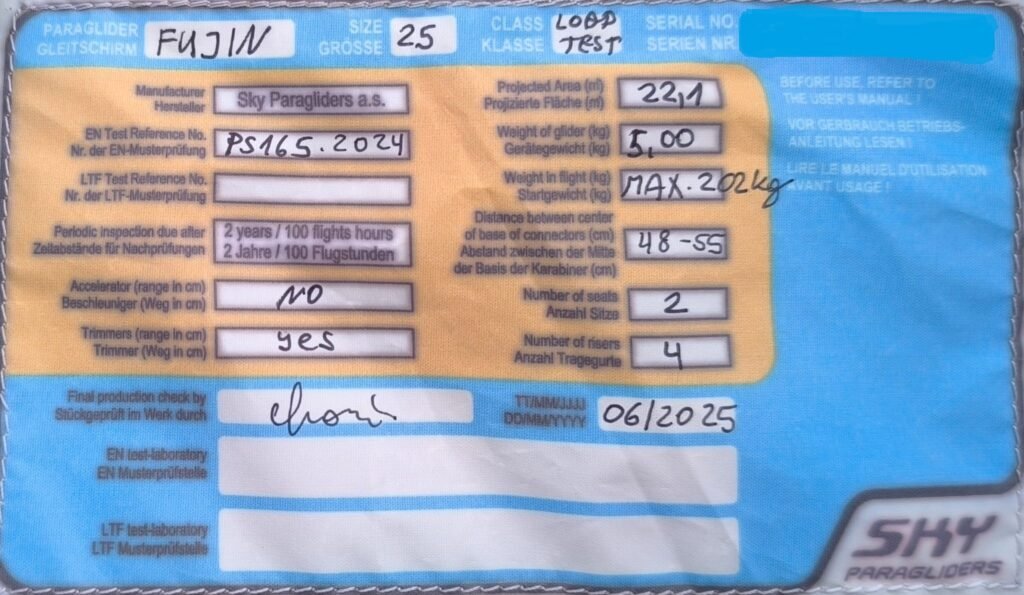 PARAGLIDER
GLEITSCHIRM
FUJIN
SIZE
GRÖSSE
25
CLASS
KLASSE
LOAD
TEST
SERIAL NO.
SERIEN NR.
Manufacturer
Hersteller
Sky Paragliders a.s.
EN Test Reference No.
Nr. der EN-Musterprüfung
PS165.2024
LTF Test Reference No.
Nr. der LTF-Musterprüfung
Periodic inspection due after
Zeitabstände für Nachprüfungen
2 years / 100 flights hours
2 Jahre / 100 Flugstunden
Accelerator (range in cm)
Beschleuniger (Weg in cm)
NO
Trimmers (range in cm)
Trimmer (Weg in cm)
yes
Projected Area (m²)
Projizierte Fläche (m²)
22,1
Weight of glider (kg)
Gerätegewicht (kg)
5,00
Weight in flight (kg)
Startgewicht (kg)
MAX. 202kg
Distance between center
of base of connectors (cm)
Abstand zwischen der Mitte
der Basis der Karabiner (cm)
48-55
Number of seats
Anzahl Sitze
2
Number of risers
Anzahl Tragegurte
4
BEFORE USE, REFER TO
THE USER'S MANUAL !
VOR GERBRAUCH BETRIEBS-
ANLEITUNG LESEN !
LIRE LE MANUEL D'UTILISATION
AVANT USAGE !
Final production check by
Stückgeprüft im Werk durch
TT/MM/JJJJ
DD/MM/YYYY
06/2025
EN test-laboratory
EN Musterprüfstelle
LTF test-laboratory
LTF Musterprüfstelle
SKY
PARAGLIDERS